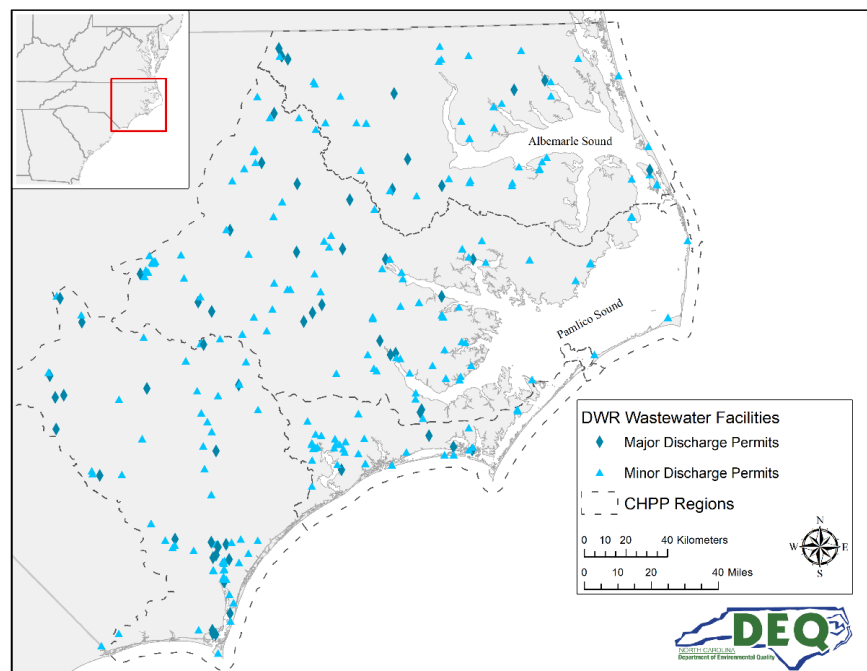 Albemarle Sound
Pamlico Sound
DWR Wastewater Facilities
Major Discharge Permits
Minor Discharge Permits
CHPP Regions
0 10 20 40 Kilometers
0 10 20 40 Miles
N
W E
S
DEQ
NORTH CAROLINA
Department of Environmental Quality